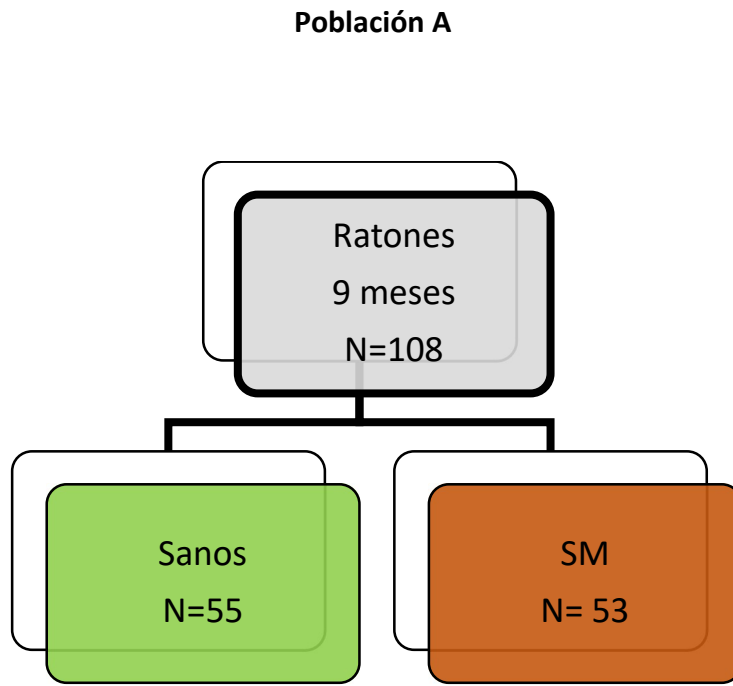 Población A
Ratones
9 meses
N=108
Sanos
N=55
SM
N= 53